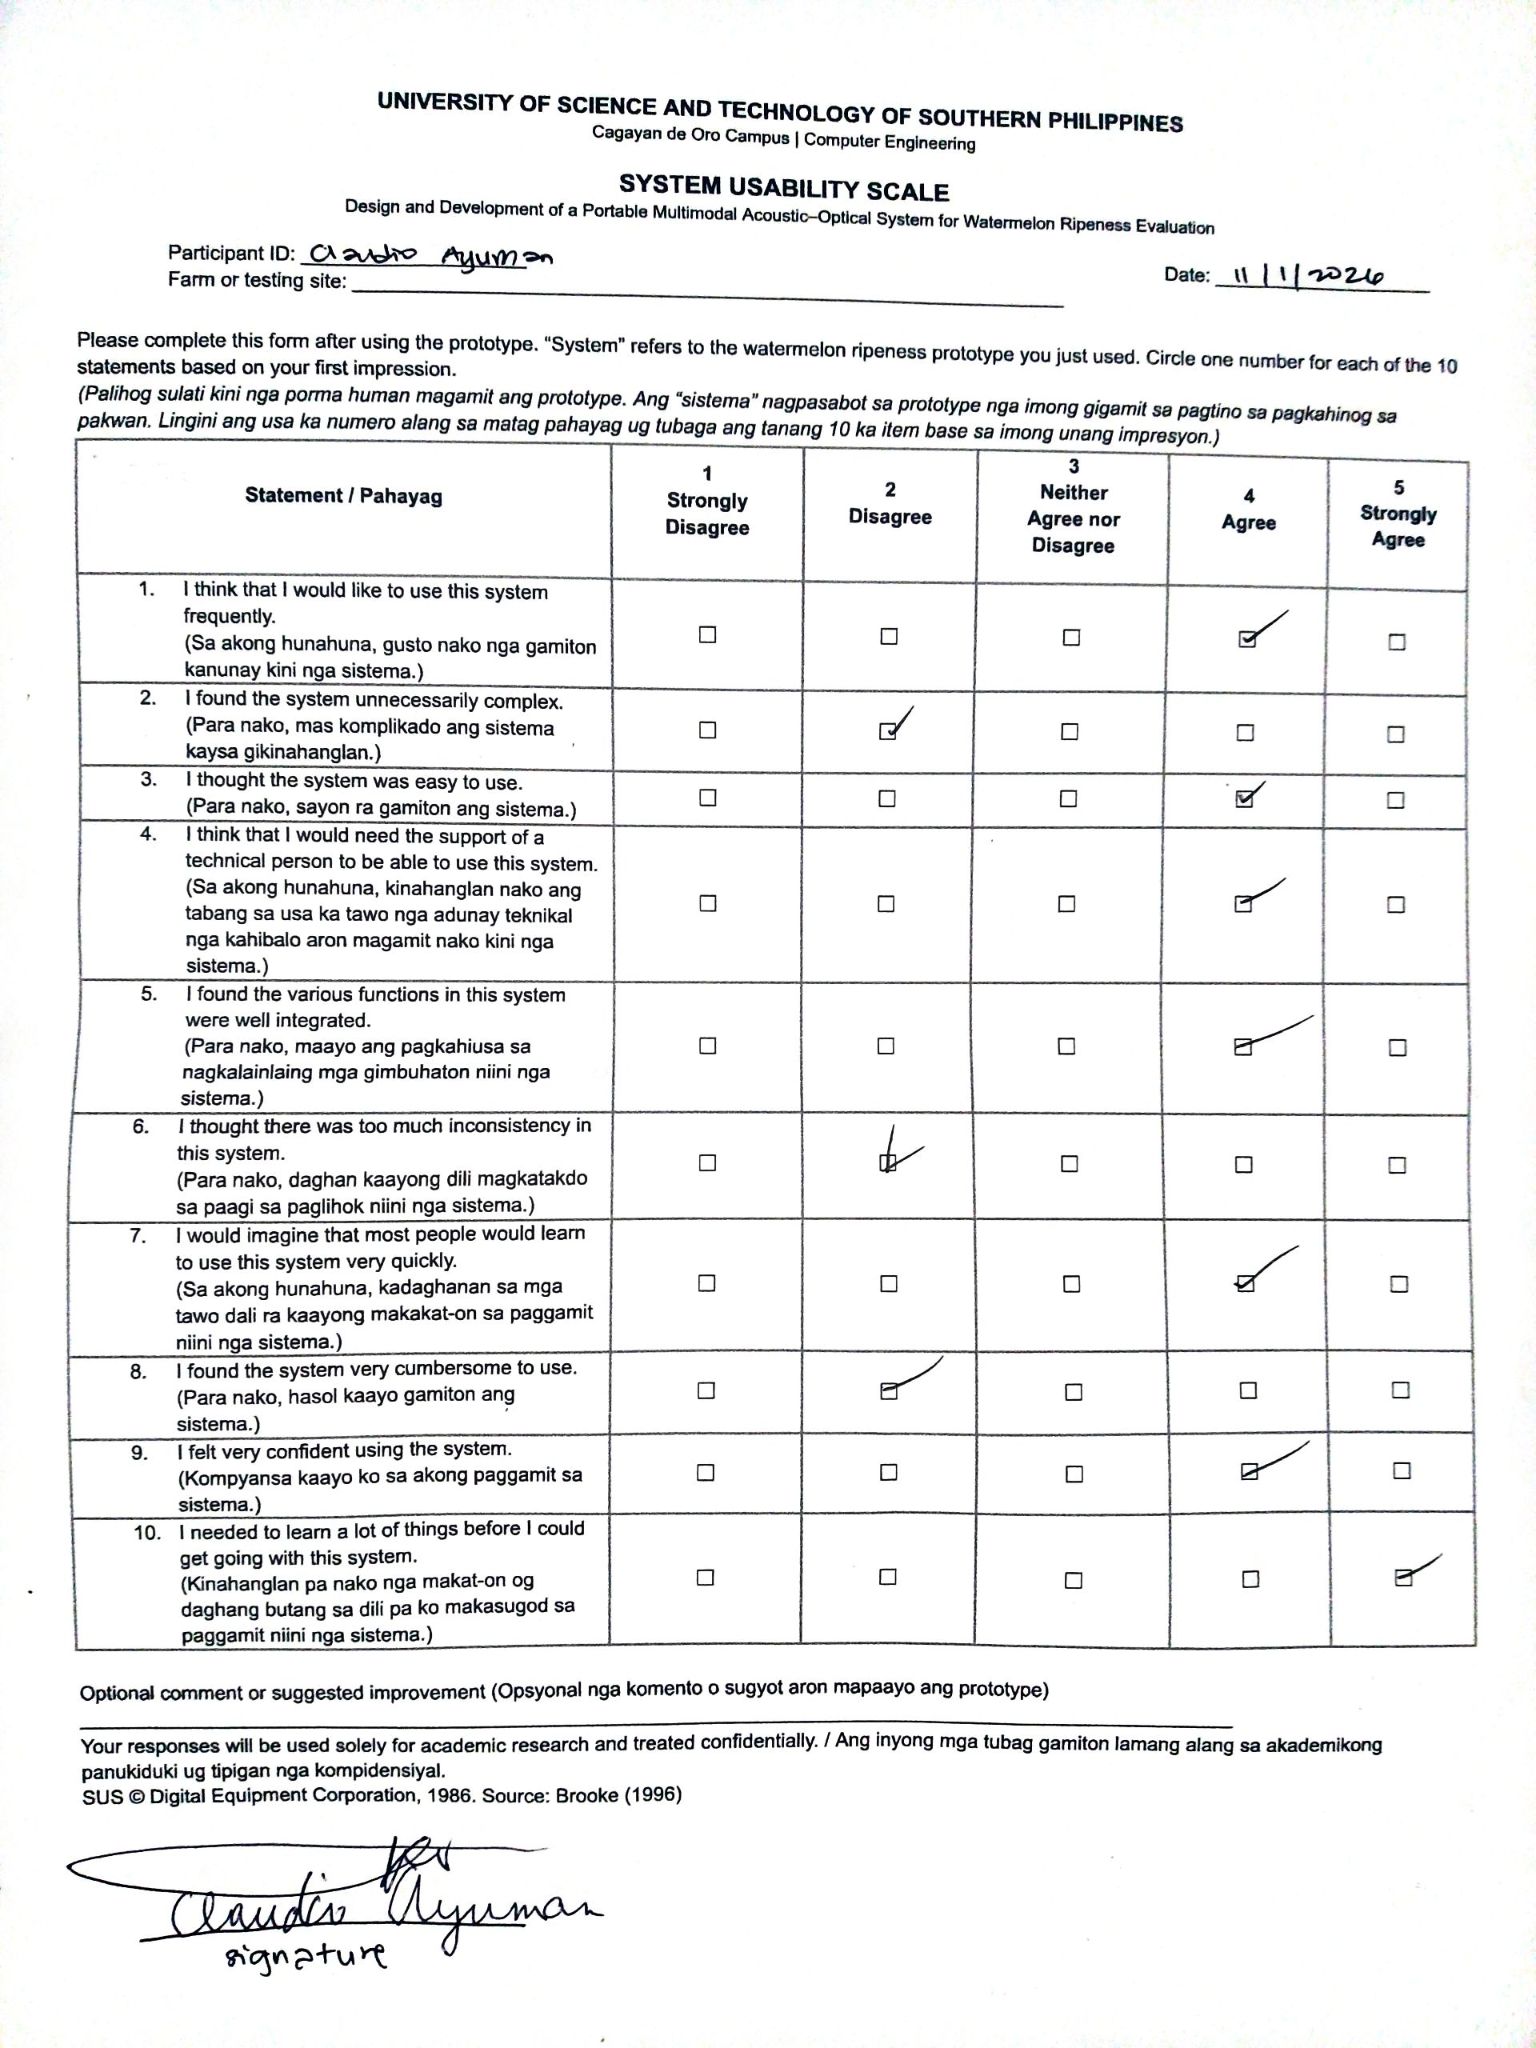 UNIVERSITY OF SCIENCE AND TECHNOLOGY OF SOUTHERN PHILIPPINES
Cagayan de Oro Campus | Computer Engineering
SYSTEM USABILITY SCALE
Design and Development of a Portable Multimodal Acoustic–Optical System for Watermelon Ripeness Evaluation
Participant ID: Claudio Ayuman
Date: 11/1/2026
Farm or testing site:
Please complete this form after using the prototype. “System” refers to the watermelon ripeness prototype you just used. Circle one number for each of the 10
statements based on your first impression.
(Palihog sulati kini nga porma human magamit ang prototype. Ang “sistema” nagpasabot sa prototype nga imong gigamit sa pagtino sa pagkahinog sa
pakwan. Lingini ang usa ka numero alang sa matag pahayag ug tubaga ang tanang 10 ka item base sa imong unang impresyon.)
Statement / Pahayag
1
Strongly
Disagree
2
Disagree
3
Neither
Agree nor
Disagree
4
Agree
5
Strongly
Agree
1. I think that I would like to use this system
frequently.
(Sa akong hunahuna, gusto nako nga gamiton
kanunay kini nga sistema.)
2. I found the system unnecessarily complex.
(Para nako, mas komplikado ang sistema
kaysa gikinahanglan.)
3. I thought the system was easy to use.
(Para nako, sayon ra gamiton ang sistema.)
4. I think that I would need the support of a
technical person to be able to use this system.
(Sa akong hunahuna, kinahanglan nako ang
tabang sa usa ka tawo nga adunay teknikal
nga kahibalo aron magamit nako kini nga
sistema.)
5. I found the various functions in this system
were well integrated.
(Para nako, maayo ang pagkahiusa sa
nagkalainlaing mga gimbuhaton niini nga
sistema.)
6. I thought there was too much inconsistency in
this system.
(Para nako, daghan kaayong dili magkatakdo
sa paagi sa paglihok niini nga sistema.)
7. I would imagine that most people would learn
to use this system very quickly.
(Sa akong hunahuna, kadaghanan sa mga
tawo dali ra kaayong makakat-on sa paggamit
niini nga sistema.)
8. I found the system very cumbersome to use.
(Para nako, hasol kaayo gamiton ang
sistema.)
9. I felt very confident using the system.
(Kompyansa kaayo ko sa akong paggamit sa
sistema.)
10. I needed to learn a lot of things before I could
get going with this system.
(Kinahanglan pa nako nga makat-on og
daghang butang sa dili pa ko makasugod sa
paggamit niini nga sistema.)
Optional comment or suggested improvement (Opsyonal nga komento o sugyot aron mapaayo ang prototype)
Your responses will be used solely for academic research and treated confidentially. / Ang inyong mga tubag gamiton lamang alang sa akademikong
panukiduki ug tipigan nga kompidensiyal.
SUS © Digital Equipment Corporation, 1986. Source: Brooke (1996)
Claudio Ayuman
signature